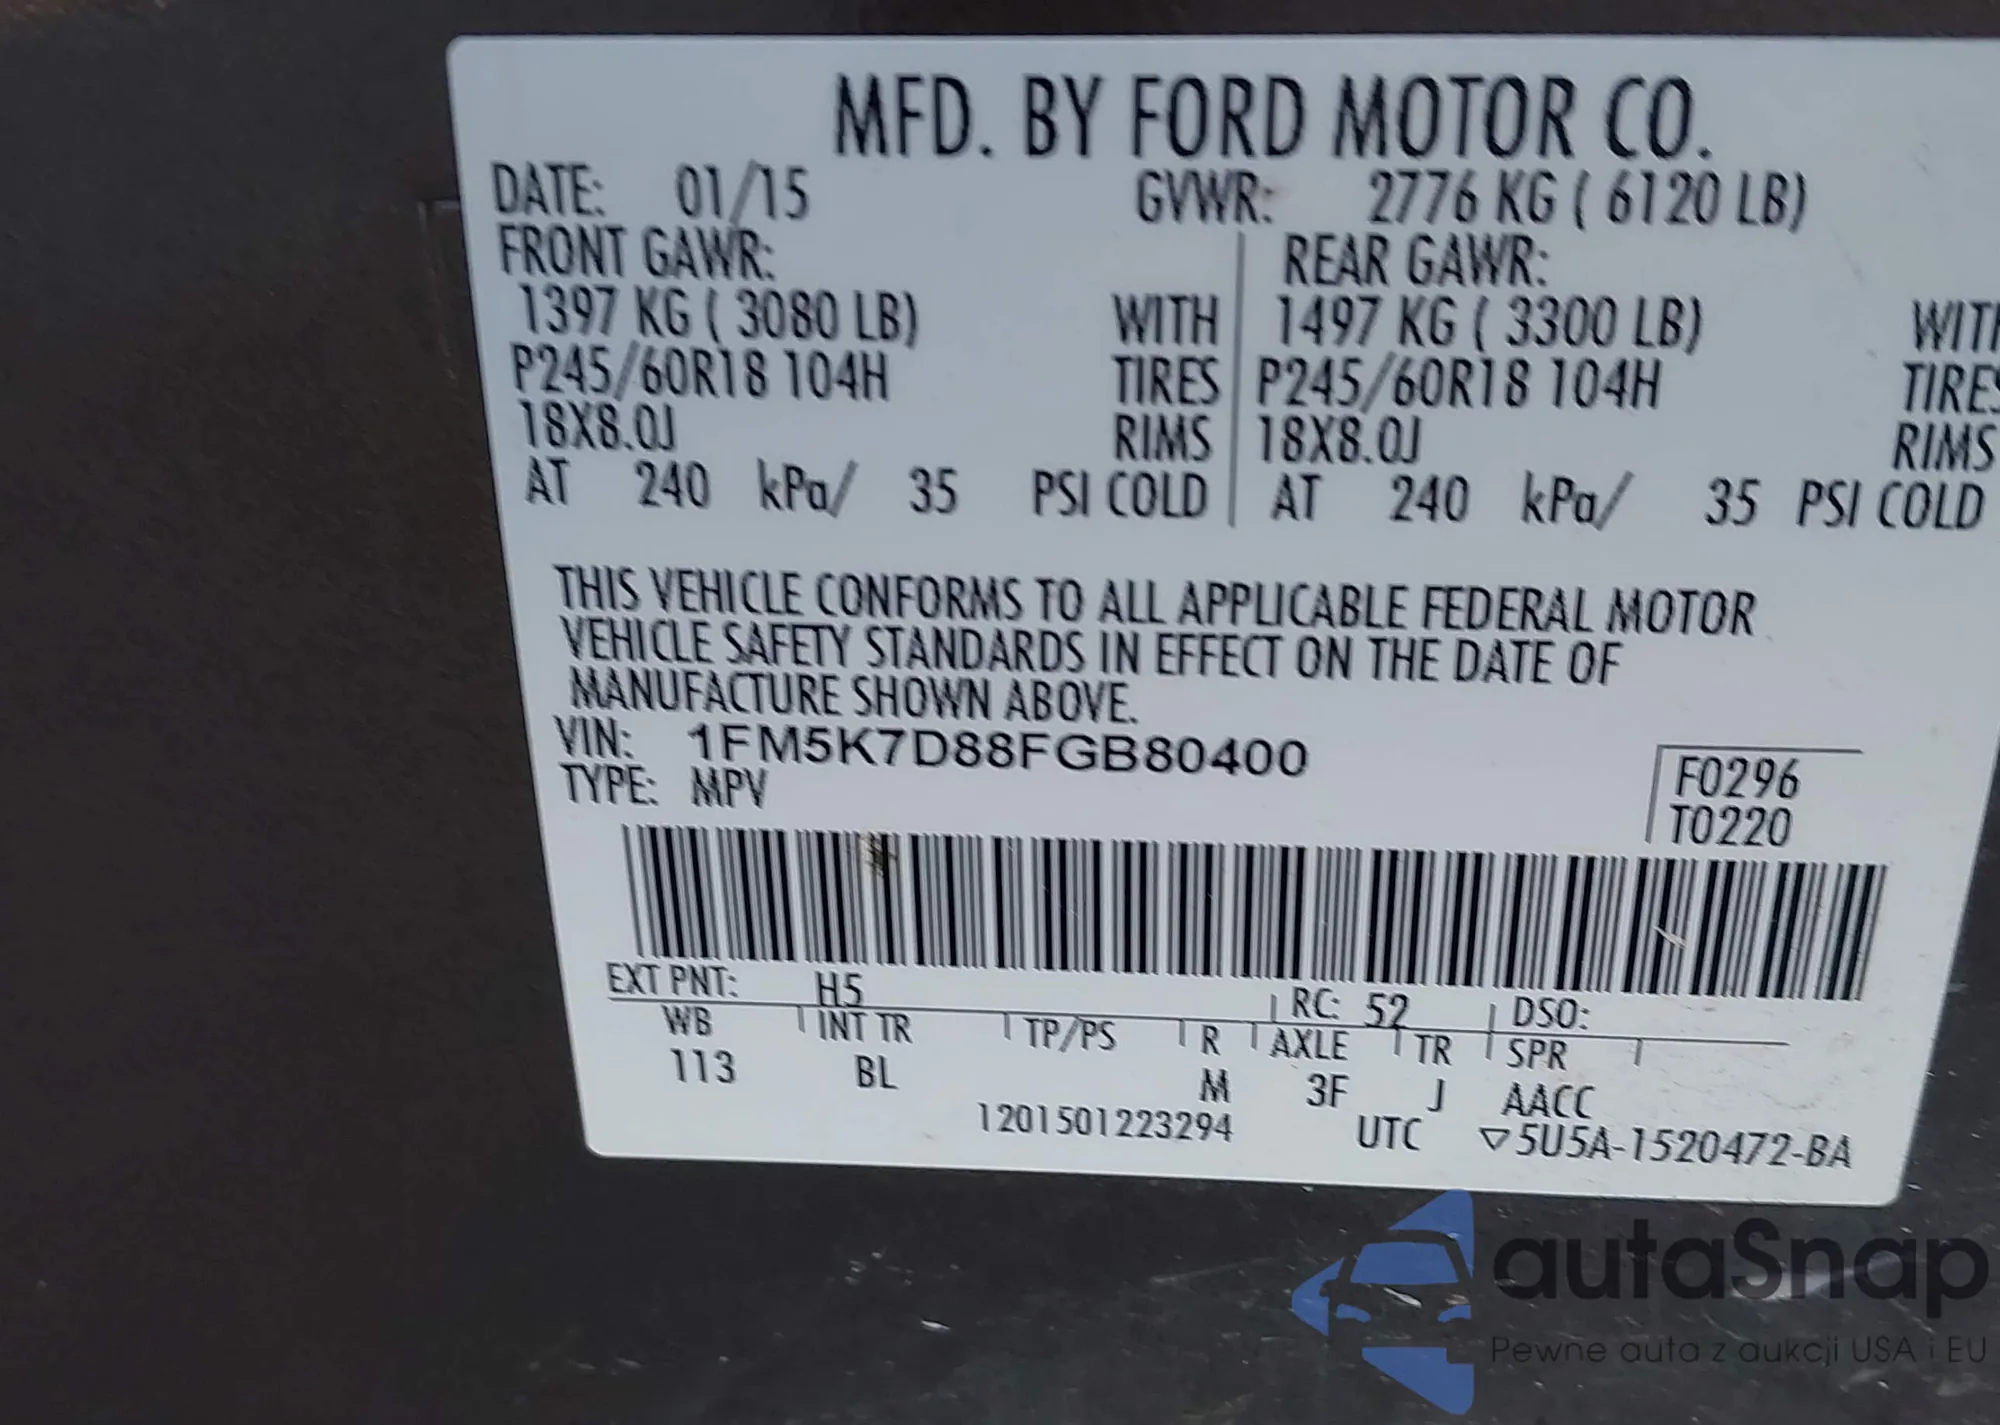 MFD. BY FORD MOTOR CO.
DATE: 01/15 GVWR: 2776 KG ( 6120 LB)
FRONT GAWR: REAR GAWR:
1397 KG ( 3080 LB) WITH 1497 KG ( 3300 LB) WITH
P245/60R18 104H TIRES P245/60R18 104H TIRES
18X8.0J RIMS 18X8.0J RIMS
AT 240 kPa/ 35 PSI COLD AT 240 kPa/ 35 PSI COLD
THIS VEHICLE CONFORMS TO ALL APPLICABLE FEDERAL MOTOR
VEHICLE SAFETY STANDARDS IN EFFECT ON THE DATE OF
MANUFACTURE SHOWN ABOVE.
VIN: 1FM5K7D88FGB80400
TYPE: MPV
F0296
T0220
EXT PNT: H5 RC: 52 DSO:
WB INT TR TP/PS R AXLE TR SPR
113 BL M 3F J AACC
1201501223294 UTC ▽5U5A-1520472-BA
autaSnap
Pewne auta z aukcji USA i EU